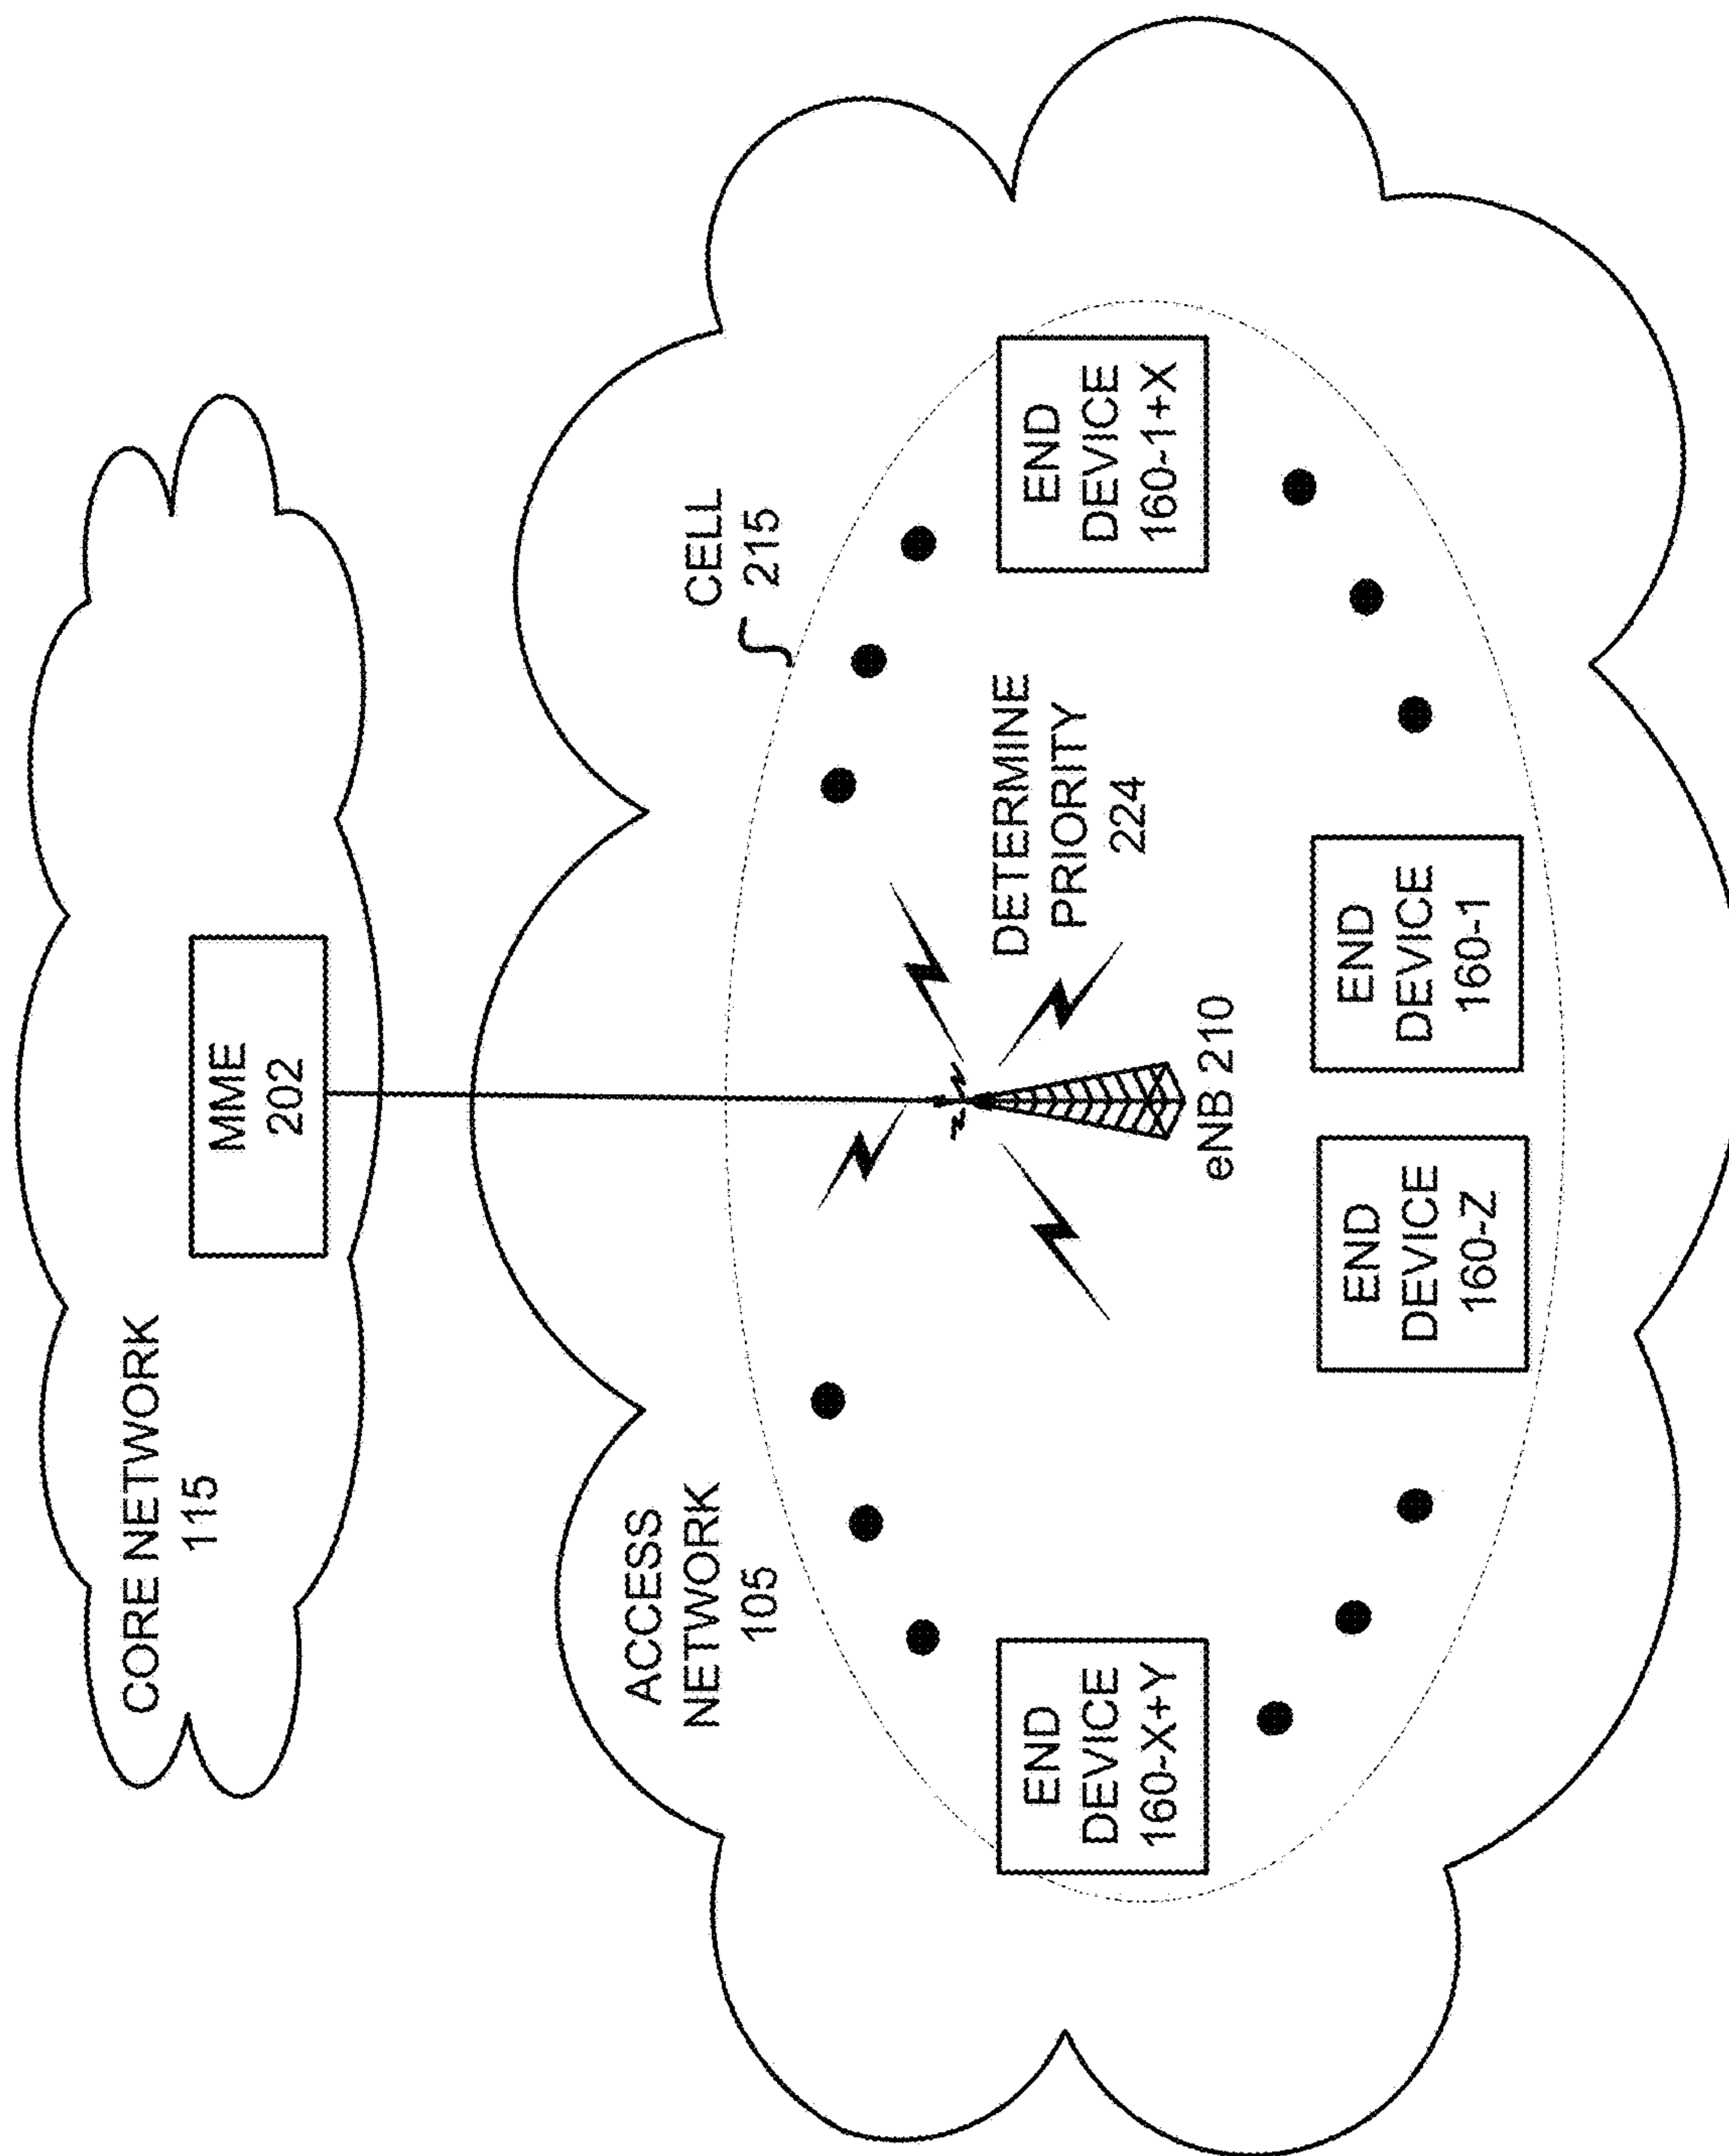 CORE NETWORK
115
MME
202
ACCESS
NETWORK
105
CELL
215
DETERMINE
PRIORITY
224
eNB 210
END
DEVICE
160-X+Y
END
DEVICE
160-1+X
END
DEVICE
160-Z
END
DEVICE
160-1